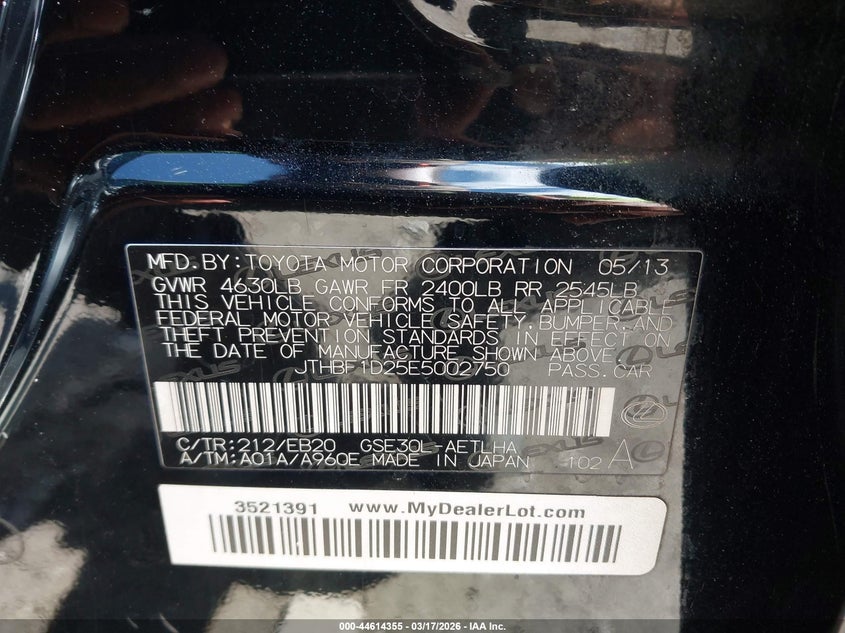 MFD.BY:TOYOTA MOTOR CORPORATION 05/13
GVWR 4630LB GAWR FR 2400LB RR 2545LB
THIS VEHICLE CONFORMS TO ALL APPLICABLE
FEDERAL MOTOR VEHICLE SAFETY,BUMPER,AND
THEFT PREVENTION STANDARDS IN EFFECT ON
THE DATE OF MANUFACTURE SHOWN ABOVE.
JTHBF1D25E5002750 PASS.CAR
C/TR:212/EB20 GSE30L-AETLHA
A/TM:A01A/A960E MADE IN JAPAN 102 A
3521391 www.MyDealerLot.com
000-44614355 — 03/17/2026 — IAA Inc.